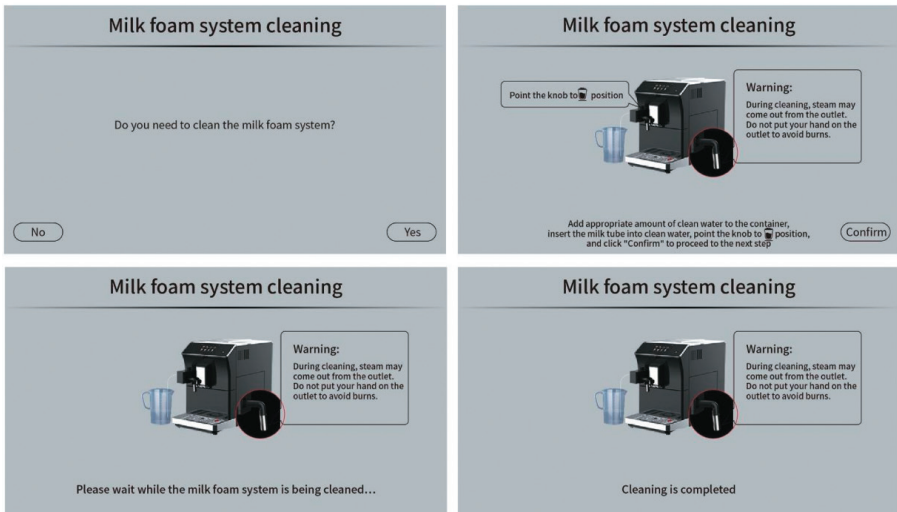 Milk foam system cleaning
Do you need to clean the milk foam system?
No
Yes
Milk foam system cleaning
Point the knob to position
Warning:
During cleaning, steam may
come out from the outlet.
Do not put your hand on the
outlet to avoid burns.
Add appropriate amount of clean water to the container,
insert the milk tube into clean water, point the knob to position,
and click "Confirm" to proceed to the next step
Confirm
Milk foam system cleaning
Warning:
During cleaning, steam may
come out from the outlet.
Do not put your hand on the
outlet to avoid burns.
Please wait while the milk foam system is being cleaned...
Milk foam system cleaning
Warning:
During cleaning, steam may
come out from the outlet.
Do not put your hand on the
outlet to avoid burns.
Cleaning is completed